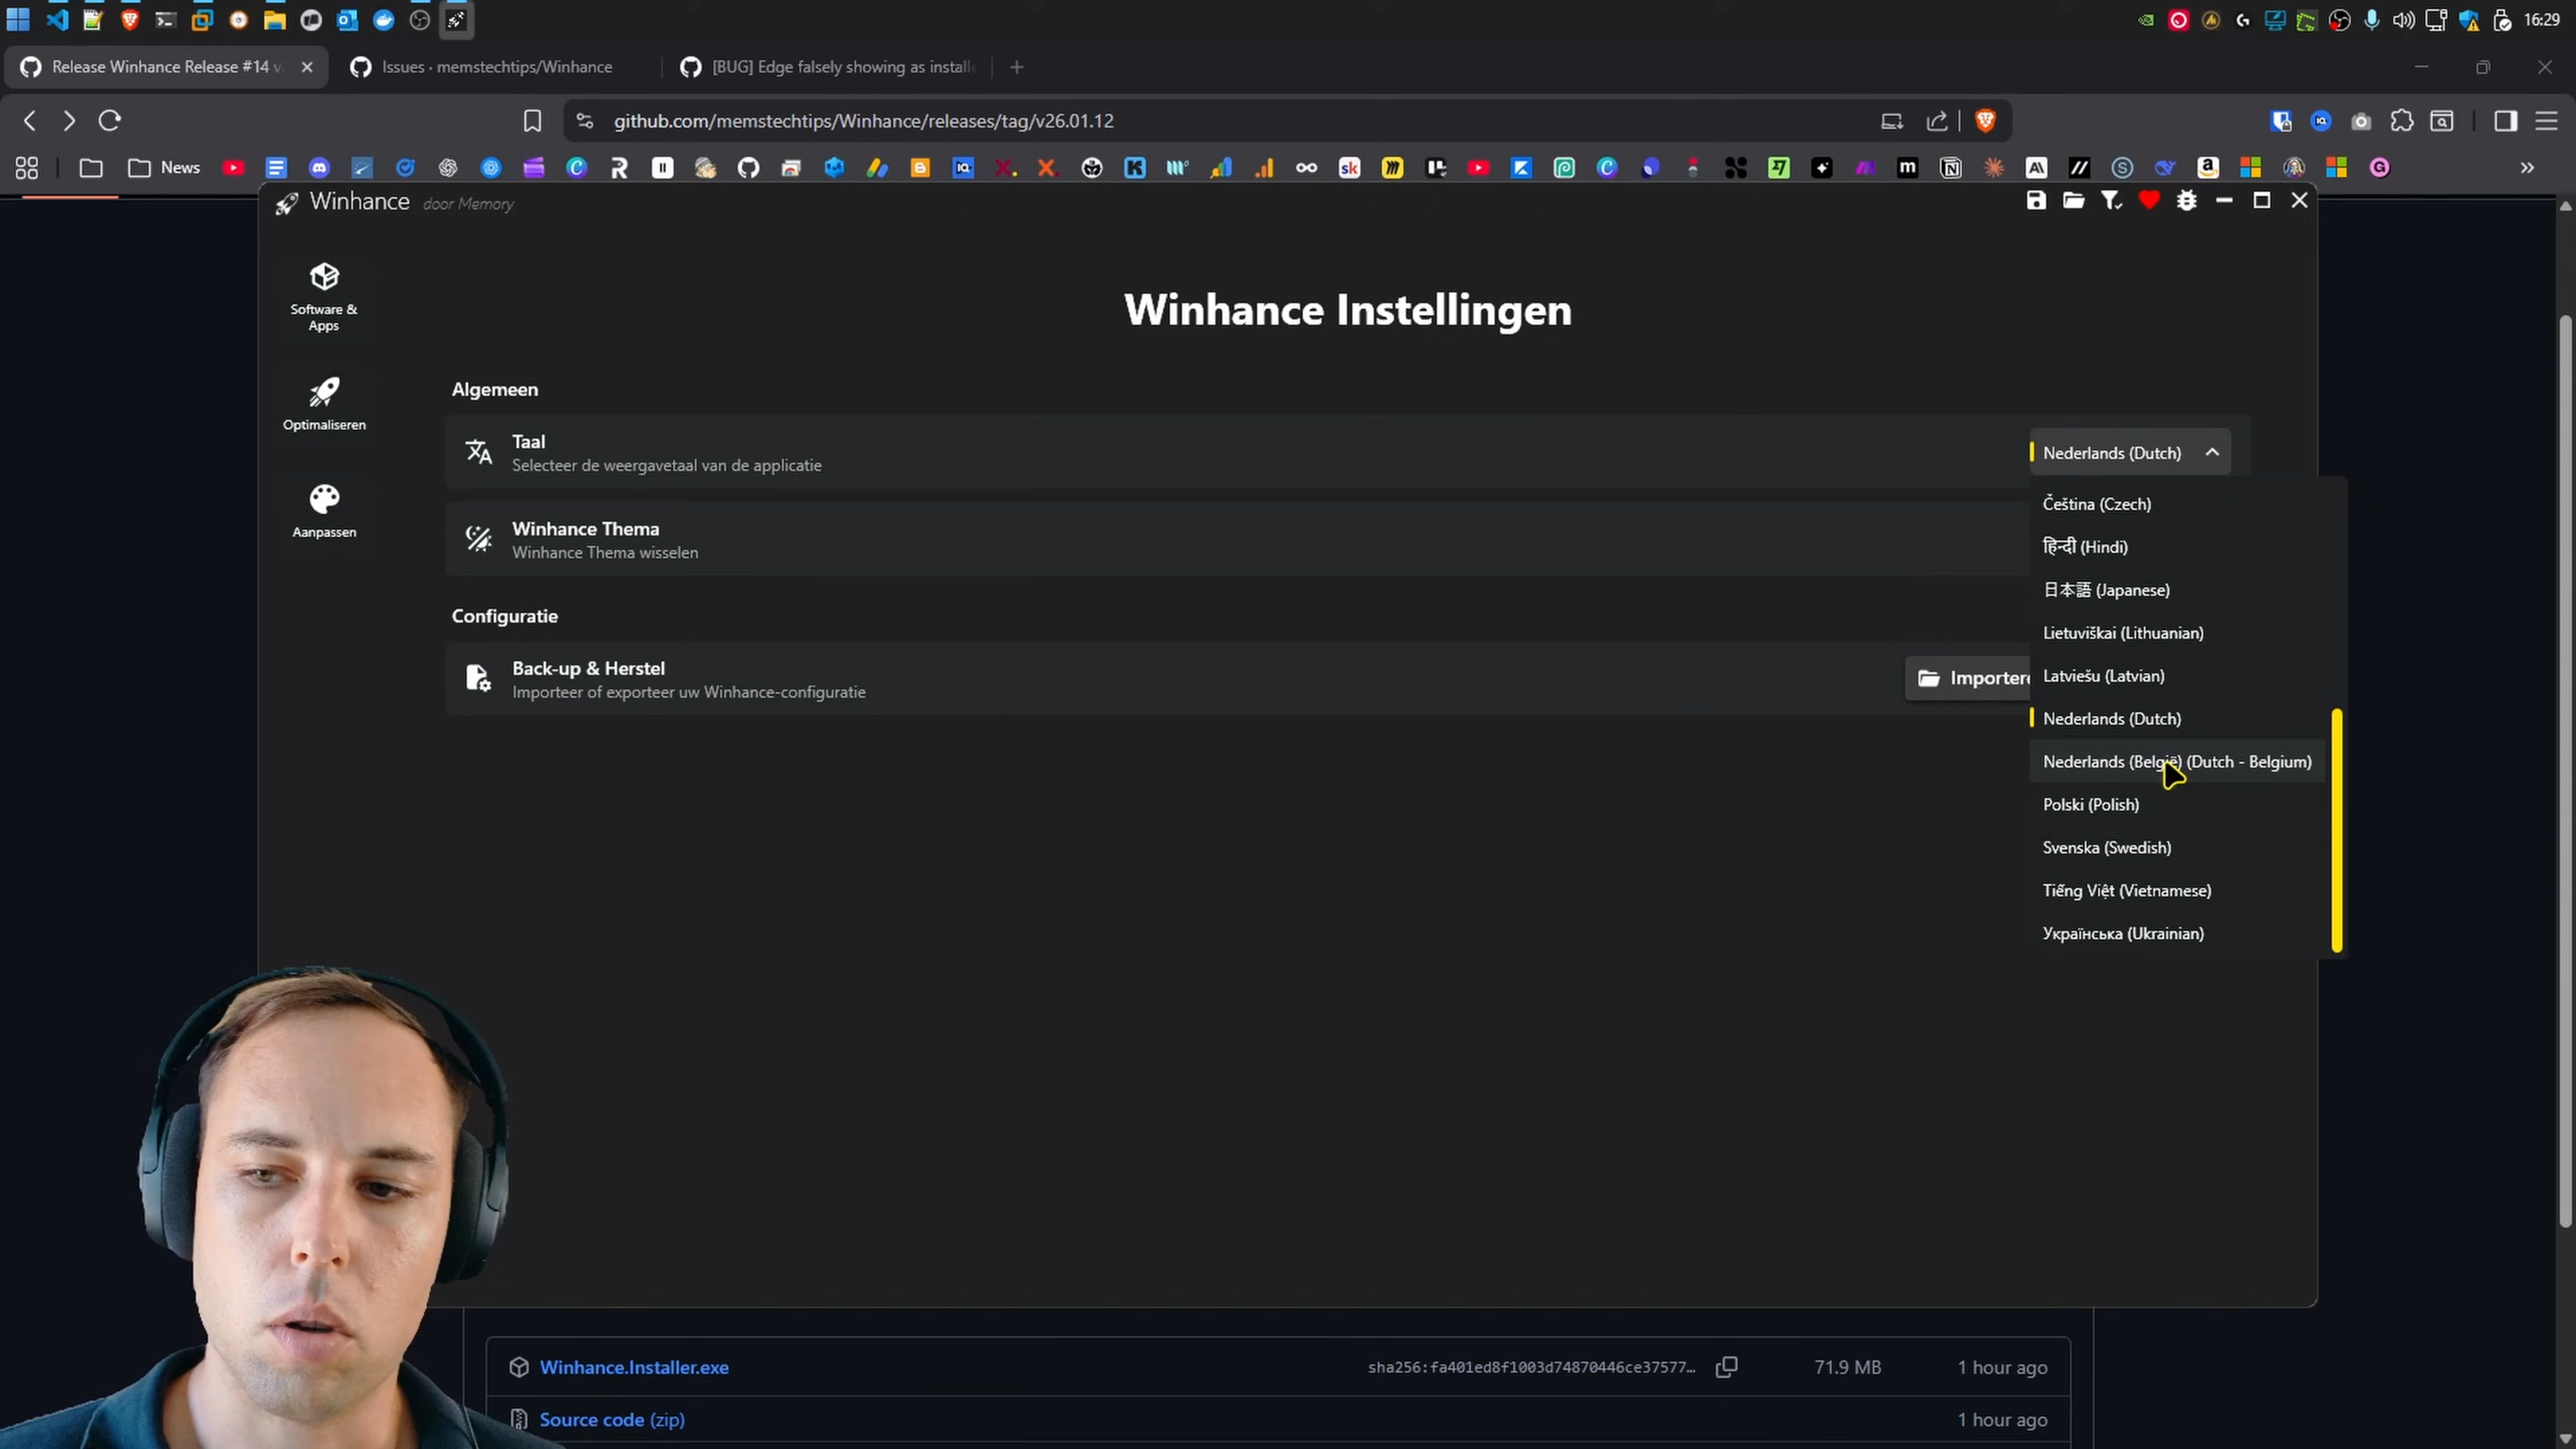 16:29
Release Winhance Release #14 v
Issues · memstechtips/Winhance
[BUG] Edge falsely showing as installe
github.com/memstechtips/Winhance/releases/tag/v26.01.12
News
Winhance door Memory
Software &
Apps
Optimaliseren
Aanpassen
Winhance Instellingen
Algemeen
Taal
Selecteer de weergavetaal van de applicatie
Nederlands (Dutch)
Winhance Thema
Winhance Thema wisselen
Configuratie
Back-up & Herstel
Importeer of exporteer uw Winhance-configuratie
Importere
Čeština (Czech)
हिन्दी (Hindi)
日本語 (Japanese)
Lietuviškai (Lithuanian)
Latviešu (Latvian)
Nederlands (Dutch)
Nederlands (België) (Dutch - Belgium)
Polski (Polish)
Svenska (Swedish)
Tiếng Việt (Vietnamese)
Українська (Ukrainian)
Winhance.Installer.exe
sha256:fa401ed8f1003d74870446ce37577…
71.9 MB
1 hour ago
Source code (zip)
1 hour ago